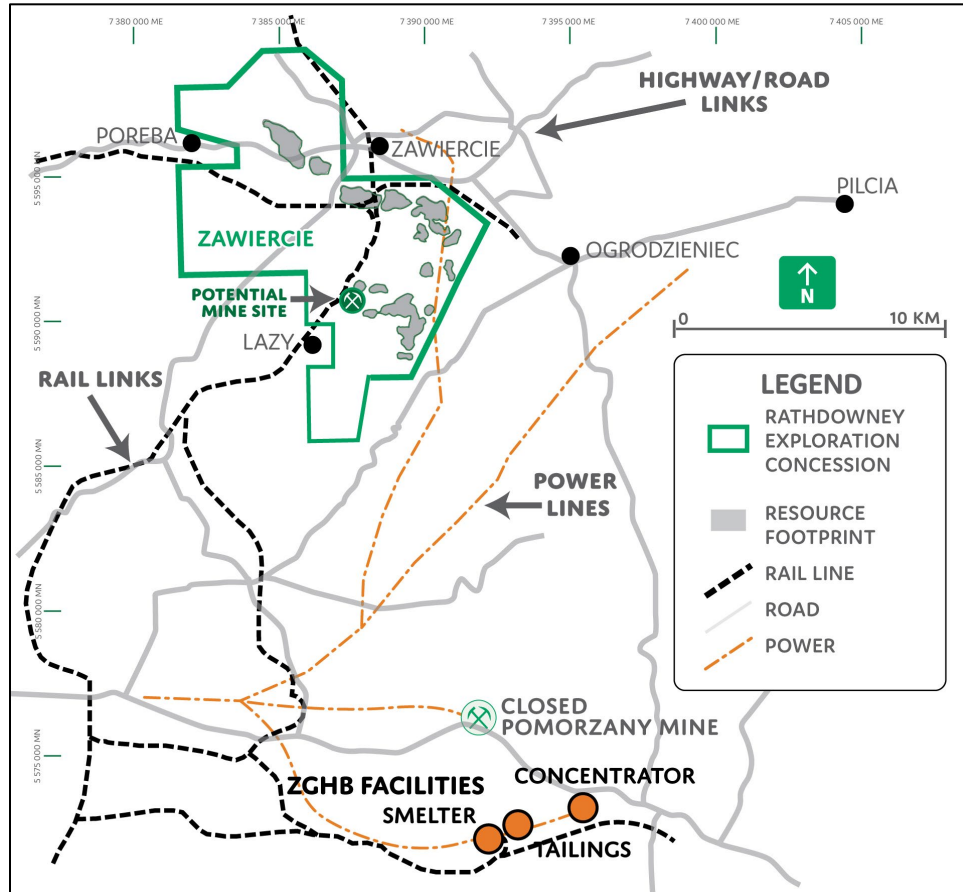 7 380 000 ME
7 385 000 ME
7 390 000 ME
7 395 000 ME
7 400 000 ME
7 405 000 ME
HIGHWAY/ROAD
LINKS
POREBA
ZAWIERCIE
5 595 000 MN
PILCIA
ZAWIERCIE
OGRODZIENIEC
N
POTENTIAL
MINE SITE
0 10 KM
5 590 000 MN
LAZY
RAIL LINKS
LEGEND
RATHDOWNEY
EXPLORATION
CONCESSION
5 585 000 MN
POWER
LINES
RESOURCE
FOOTPRINT
RAIL LINE
5 580 000 MN
ROAD
POWER
CLOSED
POMORZANY MINE
5 575 000 MN
ZGHB FACILITIES
CONCENTRATOR
SMELTER
TAILINGS